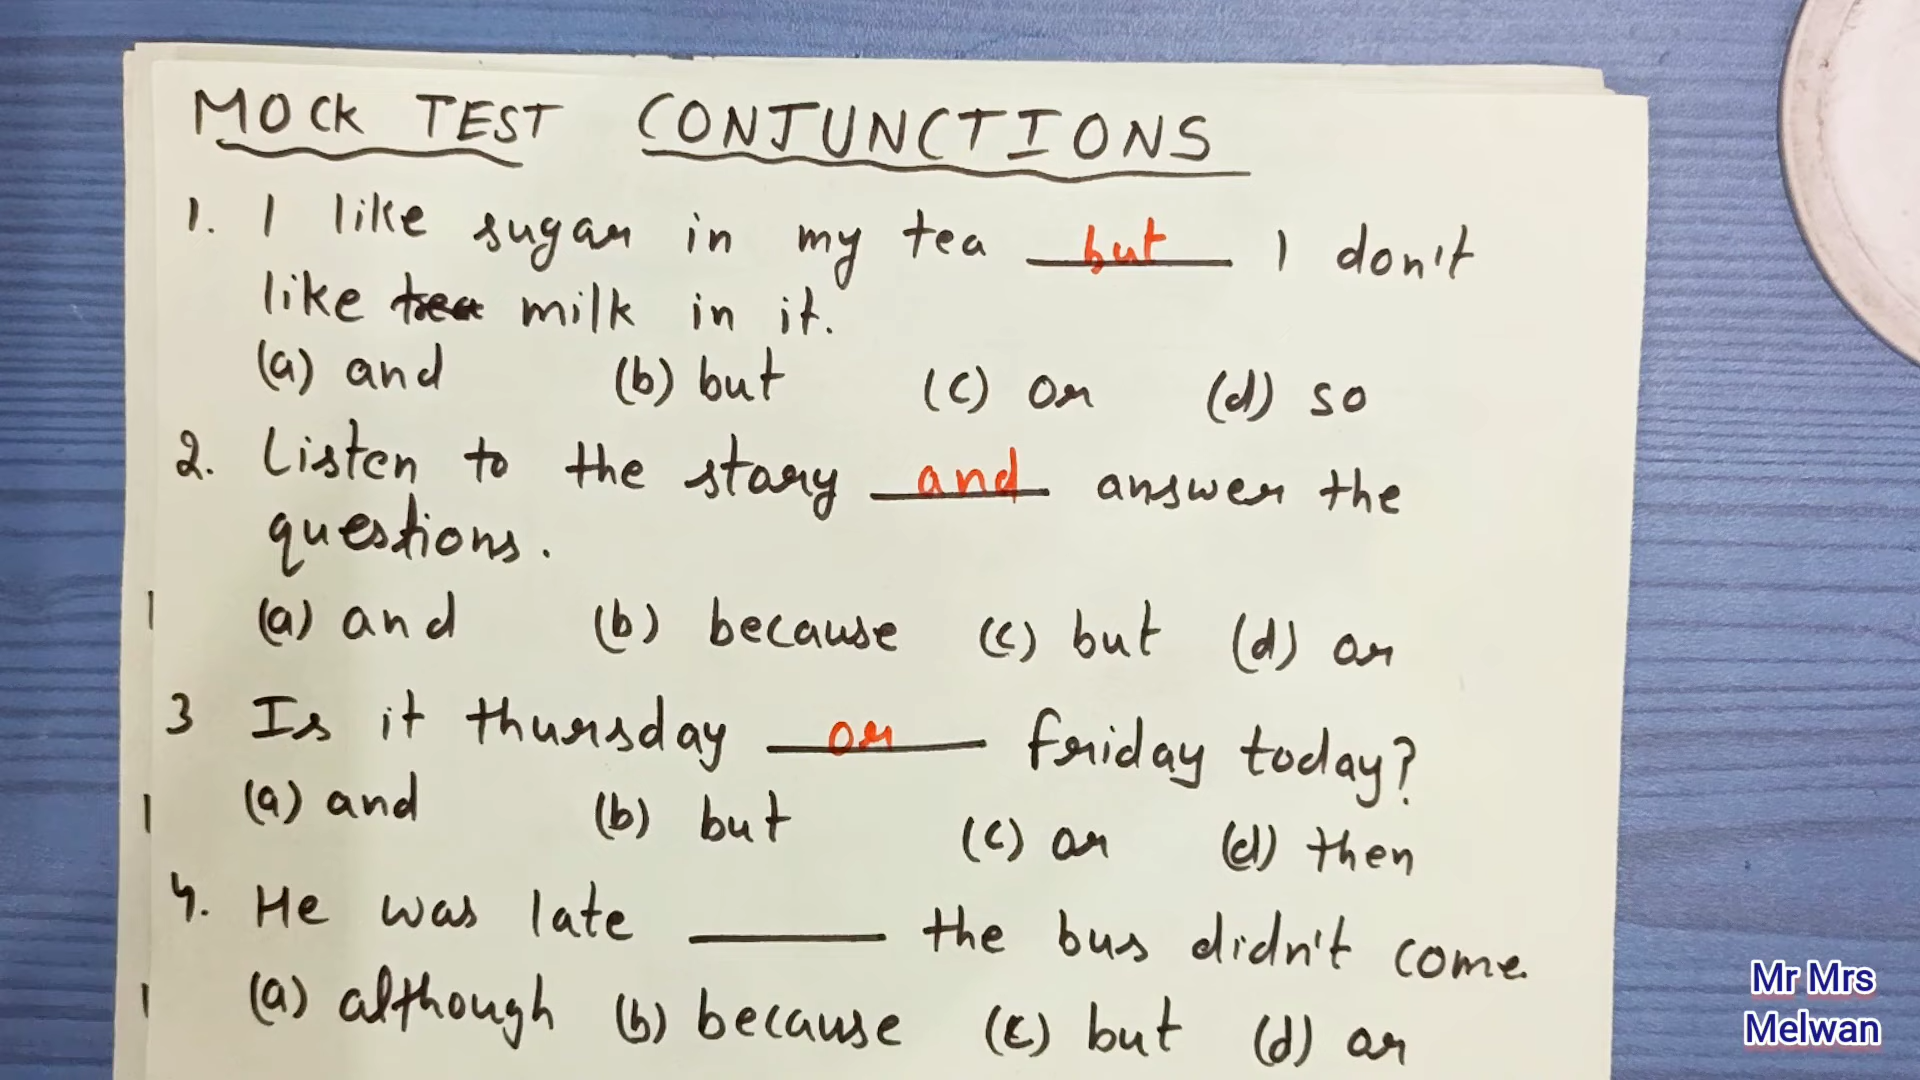 MOCK TEST CONJUNCTIONS
1. I like sugar in my tea but I don't
like tea milk in it.
(a) and (b) but (c) or (d) so
2. Listen to the story and answer the
questions.
(a) and (b) because (c) but (d) or
3 Is it thursday or friday today?
(a) and (b) but (c) or (d) then
4. He was late ______ the bus didn't come.
(a) although (b) because (c) but (d) or
Mr Mrs
Melwan